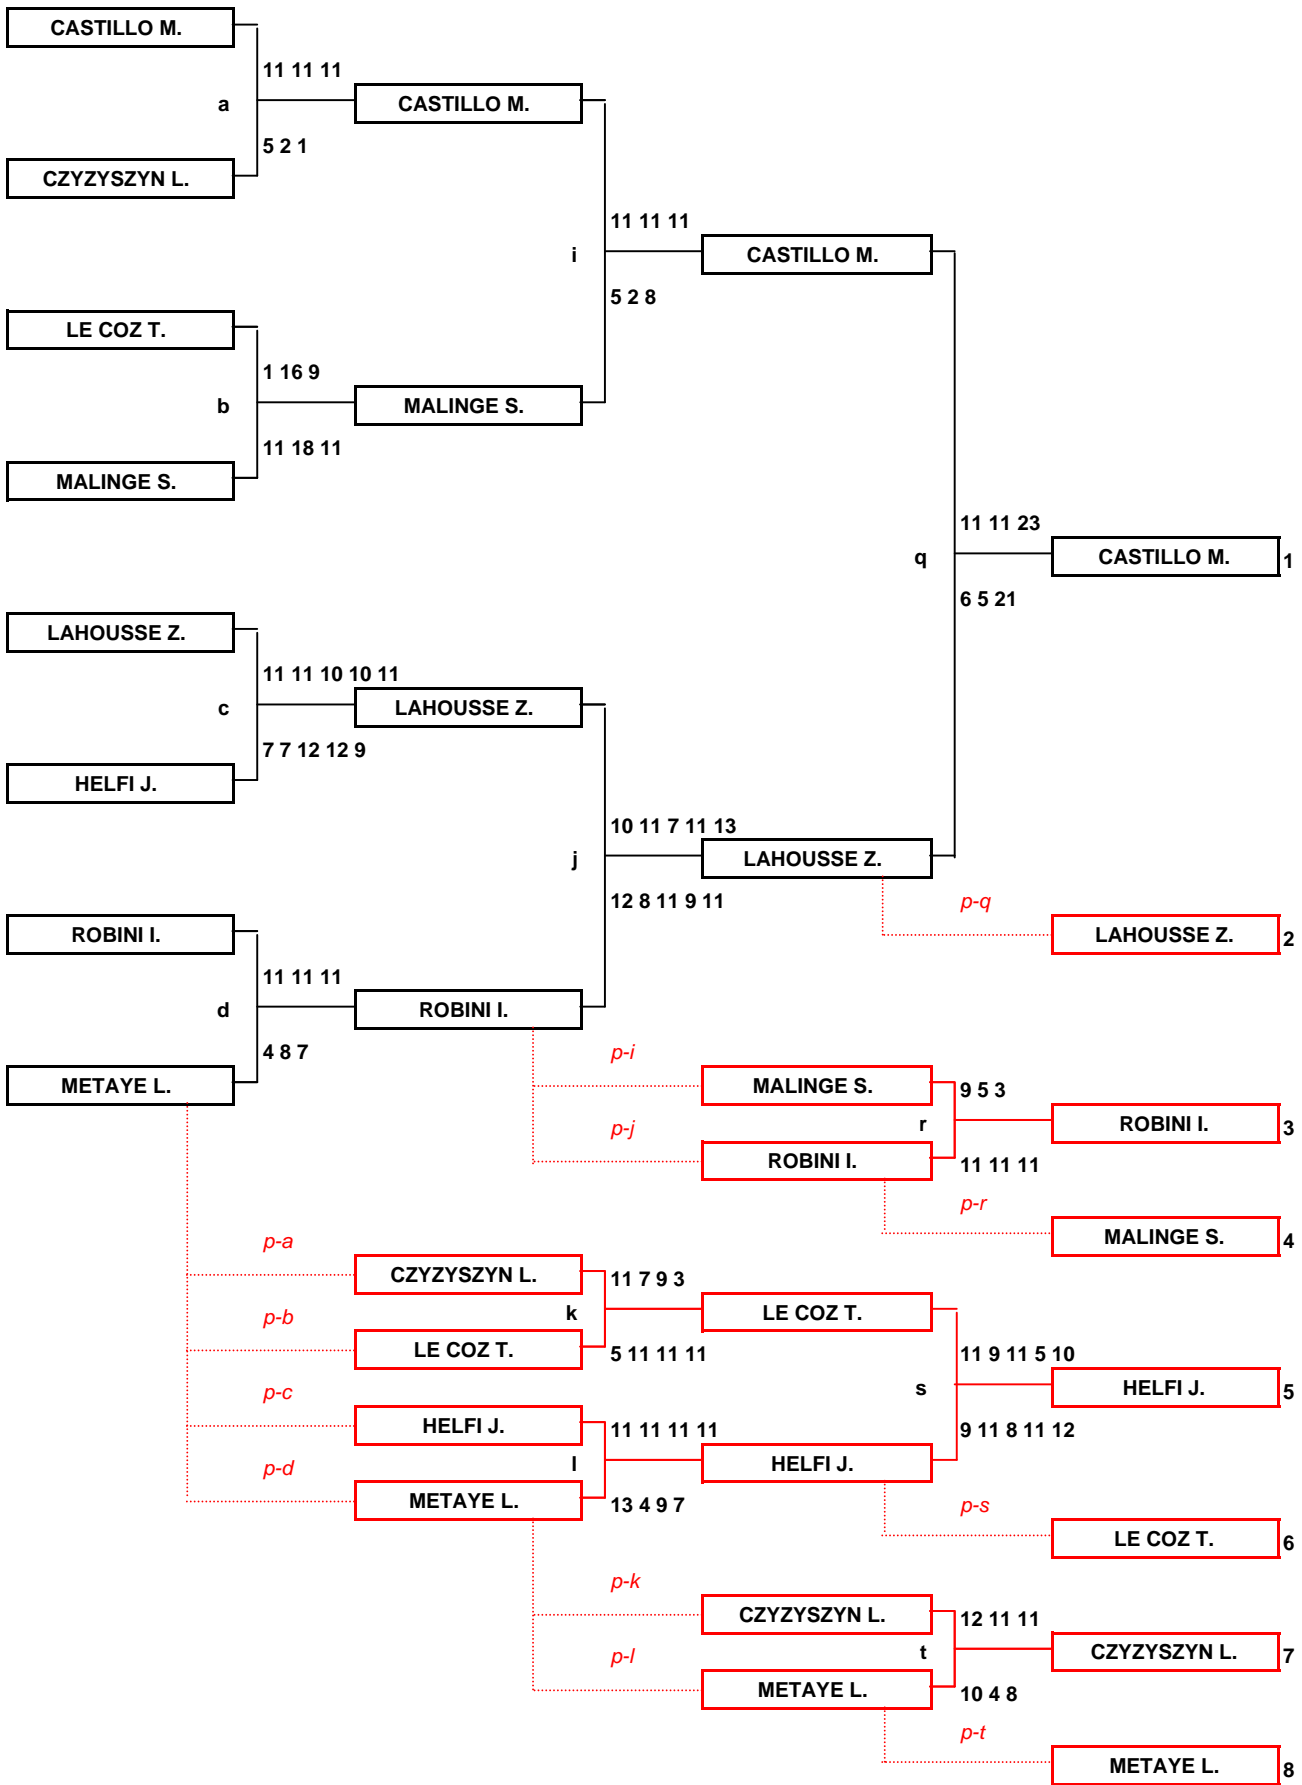 CASTILLO M.
11 11 11
a
CASTILLO M.
5 2 1
CZYZYSZYN L.
11 11 11
i
CASTILLO M.
5 2 8
LE COZ T.
1 16 9
b
MALINGE S.
11 18 11
MALINGE S.
11 11 23
q
CASTILLO M.
1
6 5 21
LAHOUSSE Z.
11 11 10 10 11
c
LAHOUSSE Z.
7 7 12 12 9
HELFI J.
10 11 7 11 13
j
LAHOUSSE Z.
12 8 11 9 11
p-q
LAHOUSSE Z.
2
ROBINI I.
11 11 11
d
ROBINI I.
4 8 7
METAYE L.
p-i
MALINGE S.
9 5 3
r
ROBINI I.
3
p-j
ROBINI I.
11 11 11
p-r
MALINGE S.
4
p-a
CZYZYSZYN L.
11 7 9 3
k
LE COZ T.
p-b
LE COZ T.
5 11 11 11
11 9 11 5 10
s
HELFI J.
5
p-c
HELFI J.
11 11 11 11
9 11 8 11 12
l
HELFI J.
p-d
METAYE L.
13 4 9 7
p-s
LE COZ T.
6
p-k
CZYZYSZYN L.
12 11 11
t
CZYZYSZYN L.
7
p-l
METAYE L.
10 4 8
p-t
METAYE L.
8